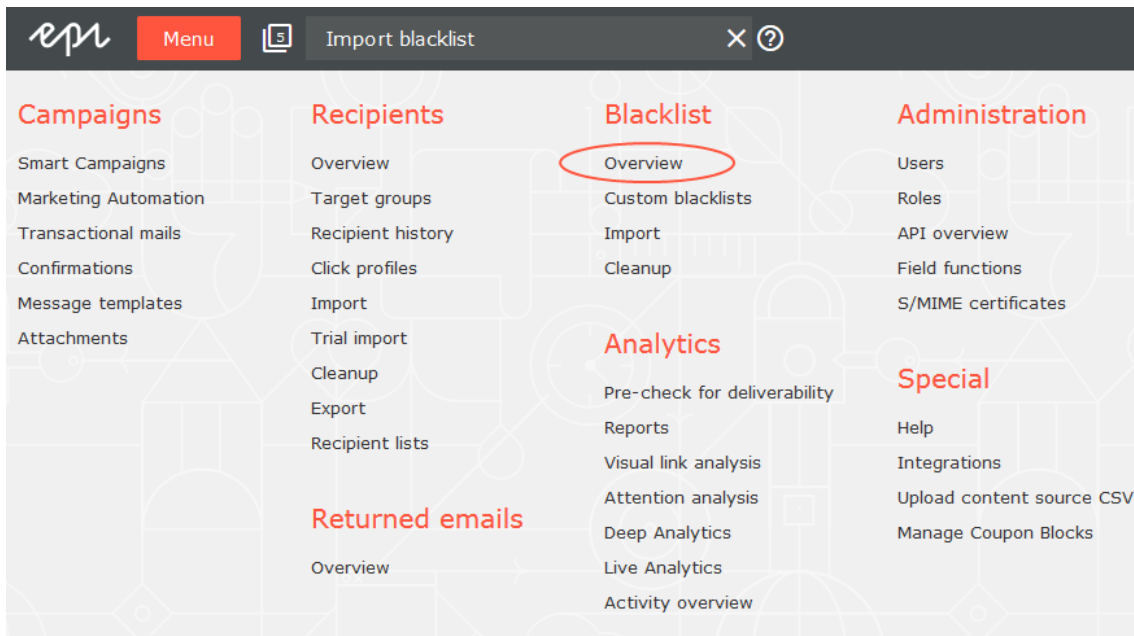 epi
Menu
5
Import blacklist
Campaigns
Smart Campaigns
Marketing Automation
Transactional mails
Confirmations
Message templates
Attachments
Recipients
Overview
Target groups
Recipient history
Click profiles
Import
Trial import
Cleanup
Export
Recipient lists
Returned emails
Overview
Blacklist
Overview
Custom blacklists
Import
Cleanup
Analytics
Pre-check for deliverability
Reports
Visual link analysis
Attention analysis
Deep Analytics
Live Analytics
Activity overview
Administration
Users
Roles
API overview
Field functions
S/MIME certificates
Special
Help
Integrations
Upload content source CSV
Manage Coupon Blocks